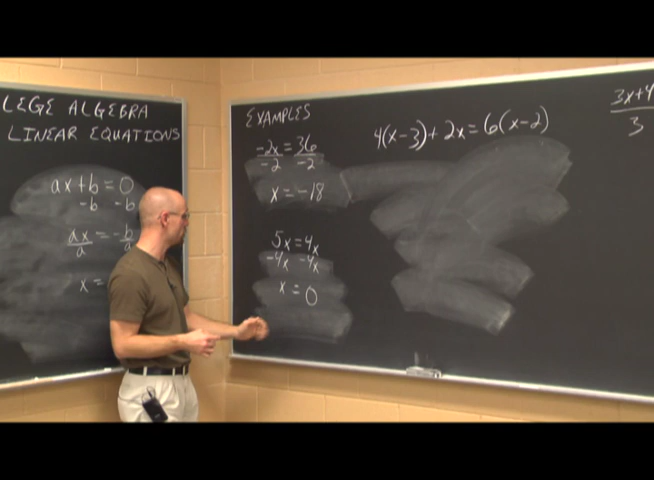 LEGE ALGEBRA
LINEAR EQUATIONS
ax+b = 0
-b -b
ax/a = -b/a
x =
EXAMPLES
-2x/-2 = 36/-2
x = -18
5x = 4x
-4x -4x
x = 0
4(x-3) + 2x = 6(x-2)
3x+4
3